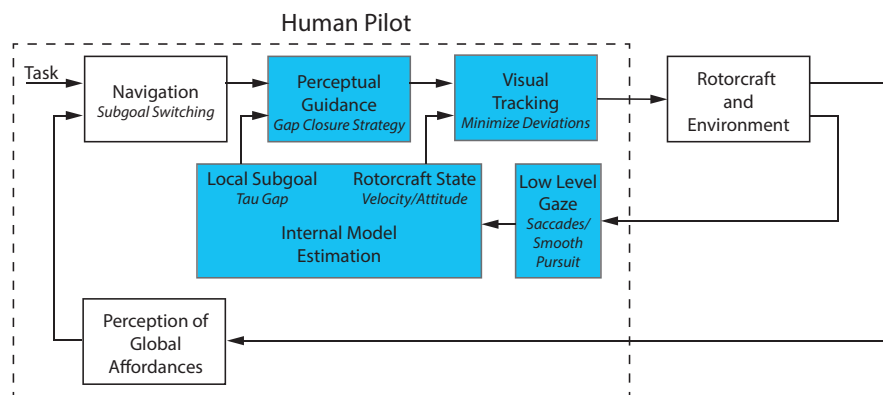 Human Pilot
Task
Navigation
Subgoal Switching
Perceptual
Guidance
Gap Closure Strategy
Visual
Tracking
Minimize Deviations
Rotorcraft
and
Environment
Local Subgoal
Tau Gap
Rotorcraft State
Velocity/Attitude
Internal Model
Estimation
Low Level
Gaze
Saccades/
Smooth
Pursuit
Perception of
Global
Affordances